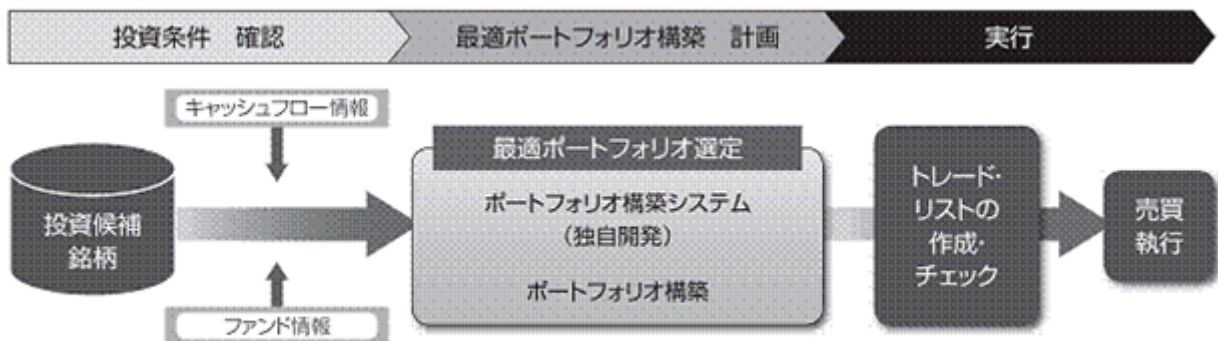 投資条件　確認
最適ポートフォリオ構築　計画
実行
キャッシュフロー情報
投資候補
銘柄
ファンド情報
最適ポートフォリオ選定
ポートフォリオ構築システム
（独自開発）
ポートフォリオ構築
トレード・
リストの
作成・
チェック
売買
執行